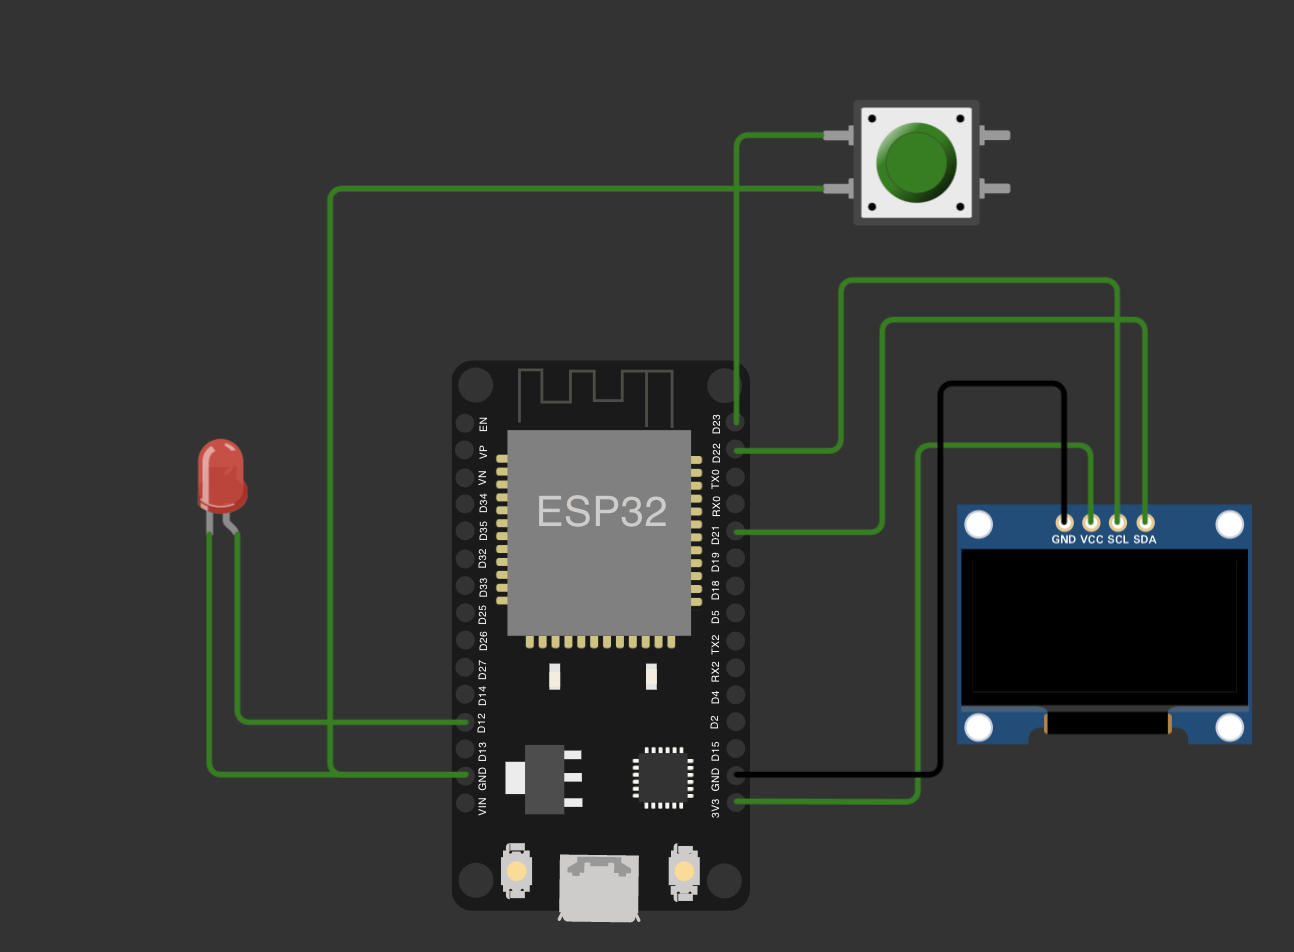 ESP32
EN
VP
VN
D34
D35
D32
D33
D25
D26
D27
D14
D12
D13
GND
VIN
D23
D22
TX0
RX0
D21
D19
D18
D5
TX2
RX2
D4
D2
D15
GND
3V3
GND VCC SCL SDA